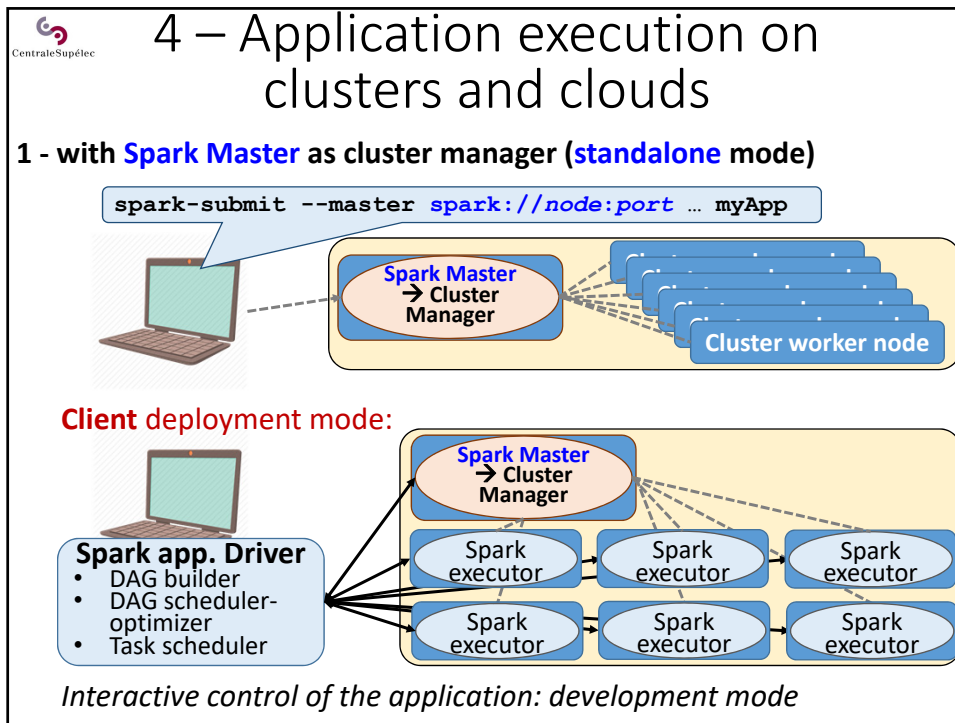 CentraleSupélec
4 – Application execution on
clusters and clouds
1 - with Spark Master as cluster manager (standalone mode)
spark-submit --master spark://node:port … myApp
Spark Master
→ Cluster
Manager
Cluster worker node
Client deployment mode:
Spark Master
→ Cluster
Manager
Spark app. Driver
• DAG builder
• DAG scheduler-
optimizer
• Task scheduler
Spark
executor
Spark
executor
Spark
executor
Spark
executor
Spark
executor
Spark
executor
Interactive control of the application: development mode